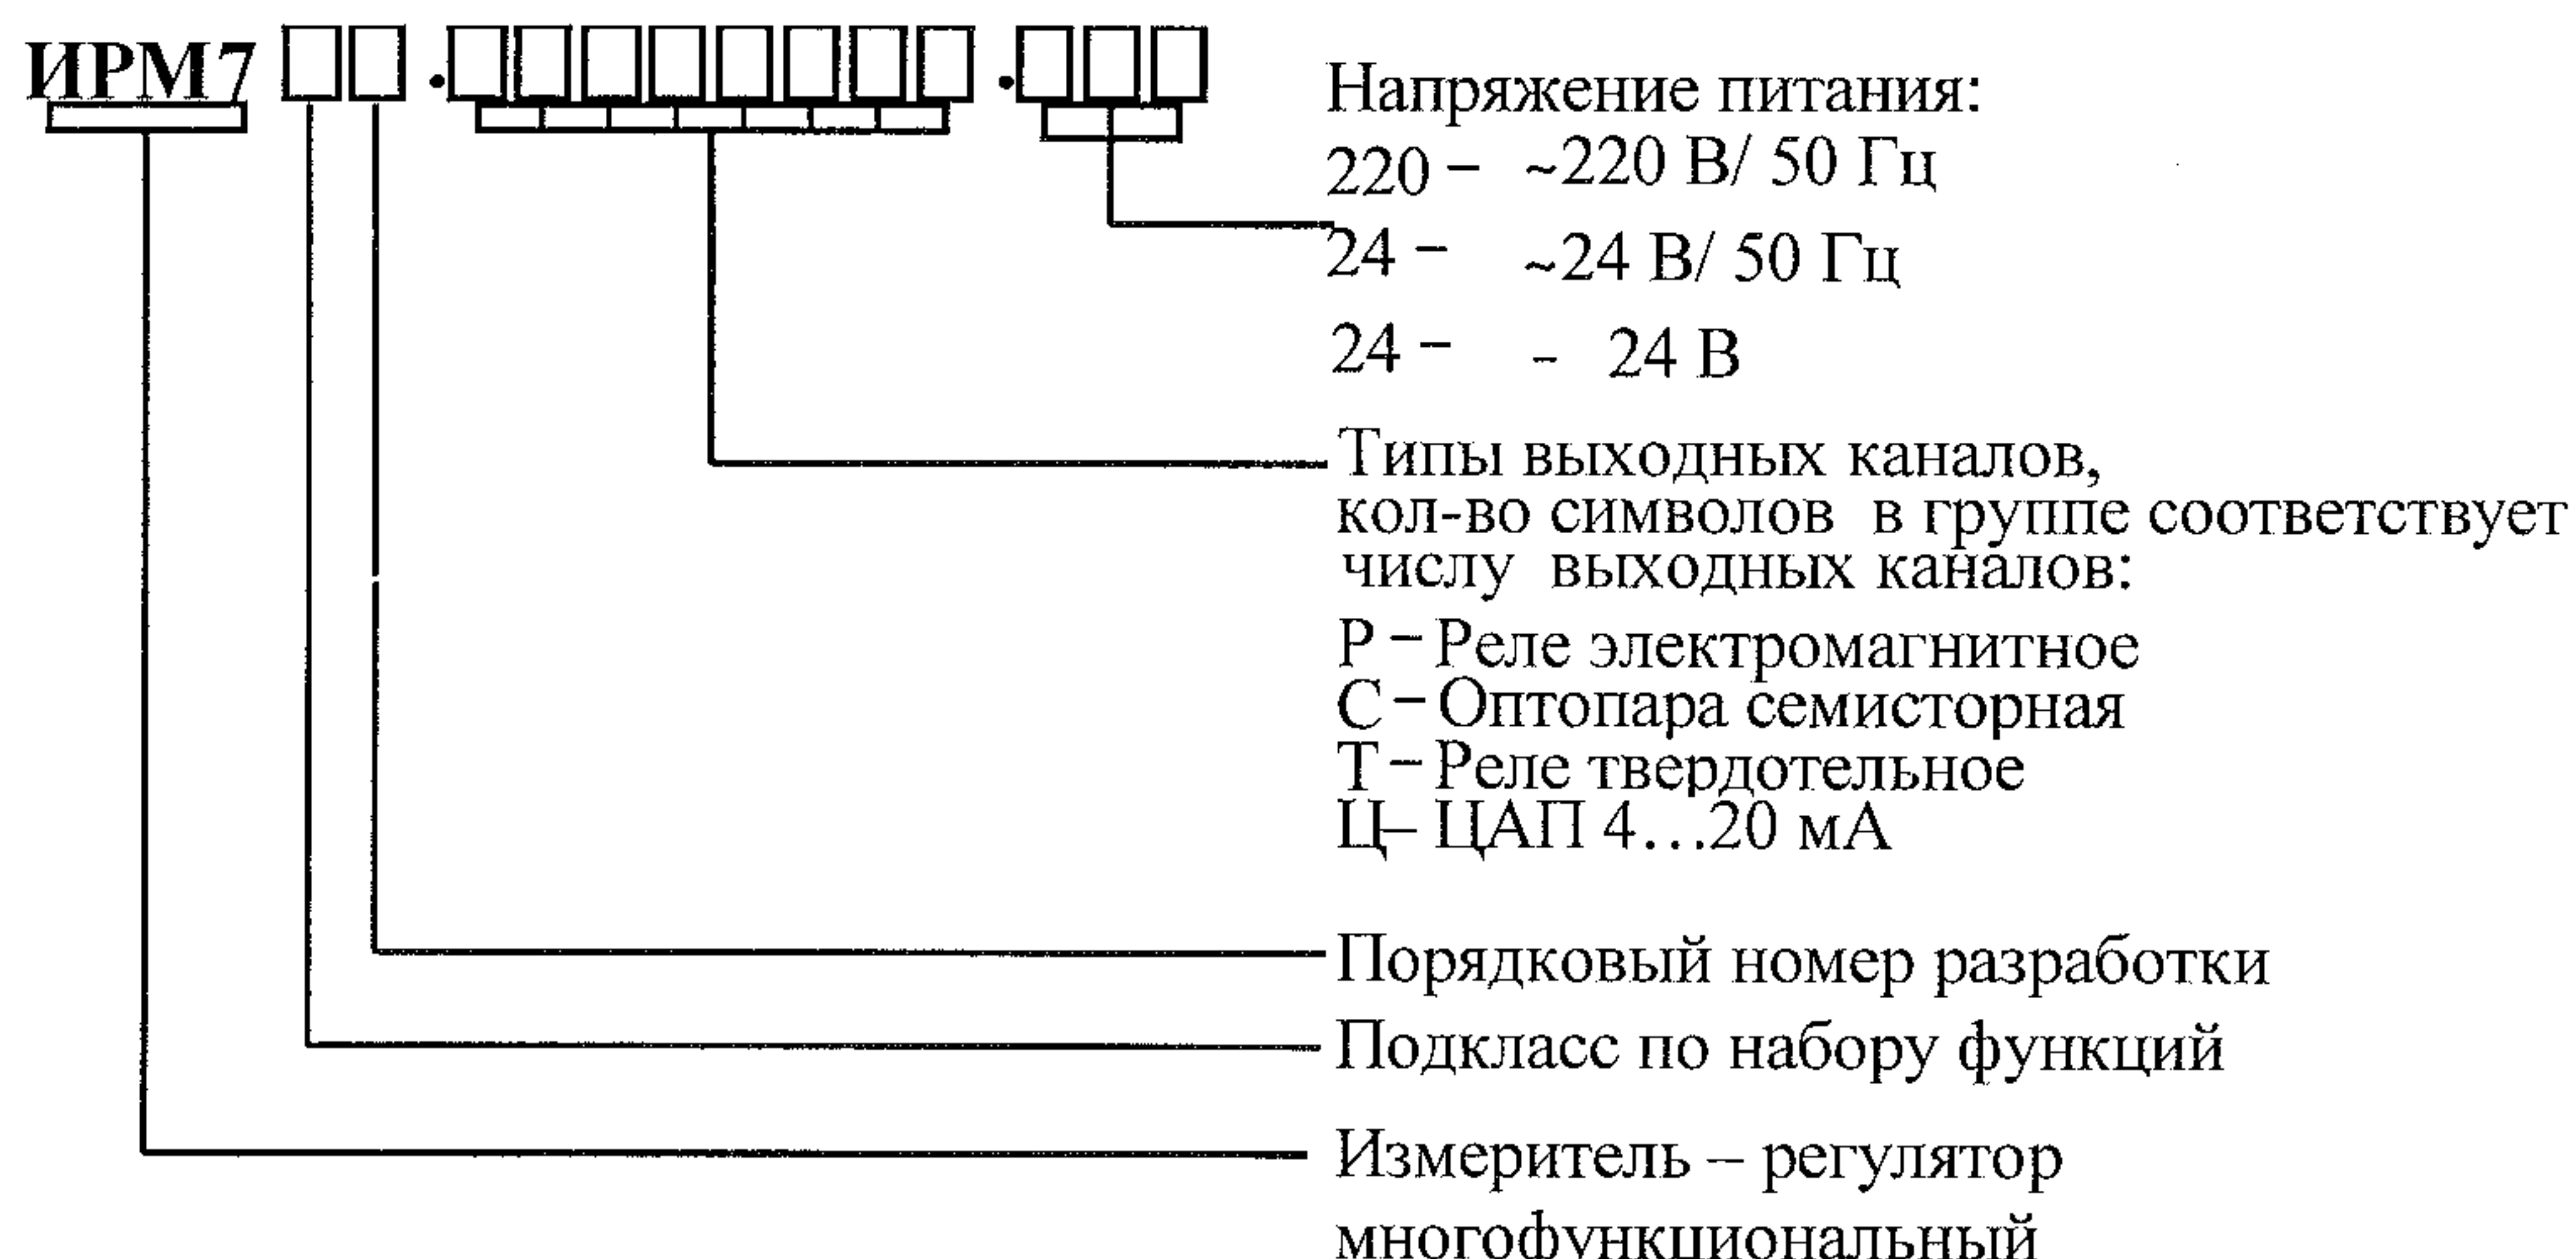 ИРМ7 . .
Напряжение питания:
220 – ~220 В/ 50 Гц
24 – ~24 В/ 50 Гц
24 – - 24 В
Типы выходных каналов,
кол-во символов в группе соответствует
числу выходных каналов:
Р – Реле электромагнитное
С – Оптопара семисторная
Т – Реле твердотельное
Ц– ЦАП 4…20 мА
Порядковый номер разработки
Подкласс по набору функций
Измеритель – регулятор
многофункциональный